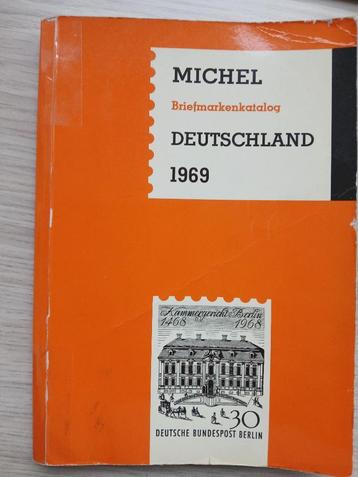 MICHEL
Briefmarkenkatalog
DEUTSCHLAND
1969
Kammergericht Berlin
1468 1968
30
DEUTSCHE BUNDESPOST BERLIN